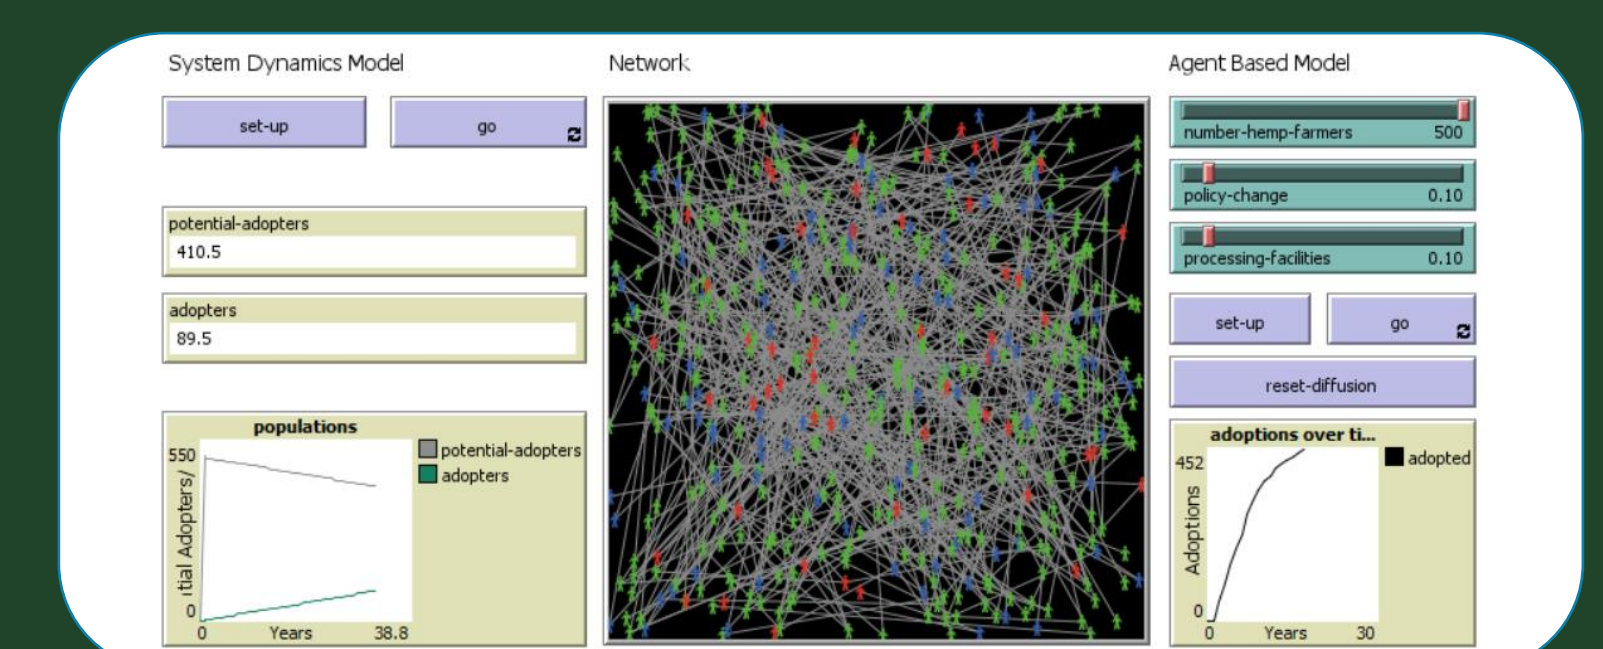 System Dynamics Model
set-up
go
potential-adopters
410.5
adopters
89.5
populations
550
itial Adopters/
0
0
Years
38.8
potential-adopters
adopters
Network
Agent Based Model
number-hemp-farmers 500
policy-change 0.10
processing-facilities 0.10
set-up
go
reset-diffusion
adoptions over ti...
452
Adoptions
0
0
Years
30
adopted